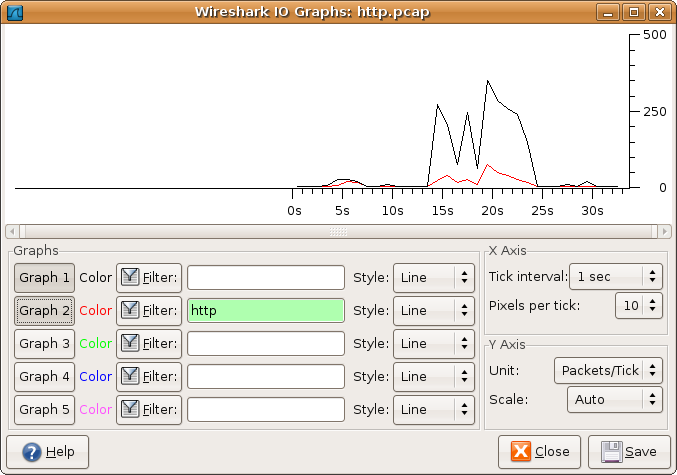 Wireshark IO Graphs: http.pcap
500
250
0
0s 5s 10s 15s 20s 25s 30s
Graphs
Graph 1 Color Filter: Style: Line
Graph 2 Color Filter: http Style: Line
Graph 3 Color Filter: Style: Line
Graph 4 Color Filter: Style: Line
Graph 5 Color Filter: Style: Line
X Axis
Tick interval: 1 sec
Pixels per tick: 10
Y Axis
Unit: Packets/Tick
Scale: Auto
Help Close Save